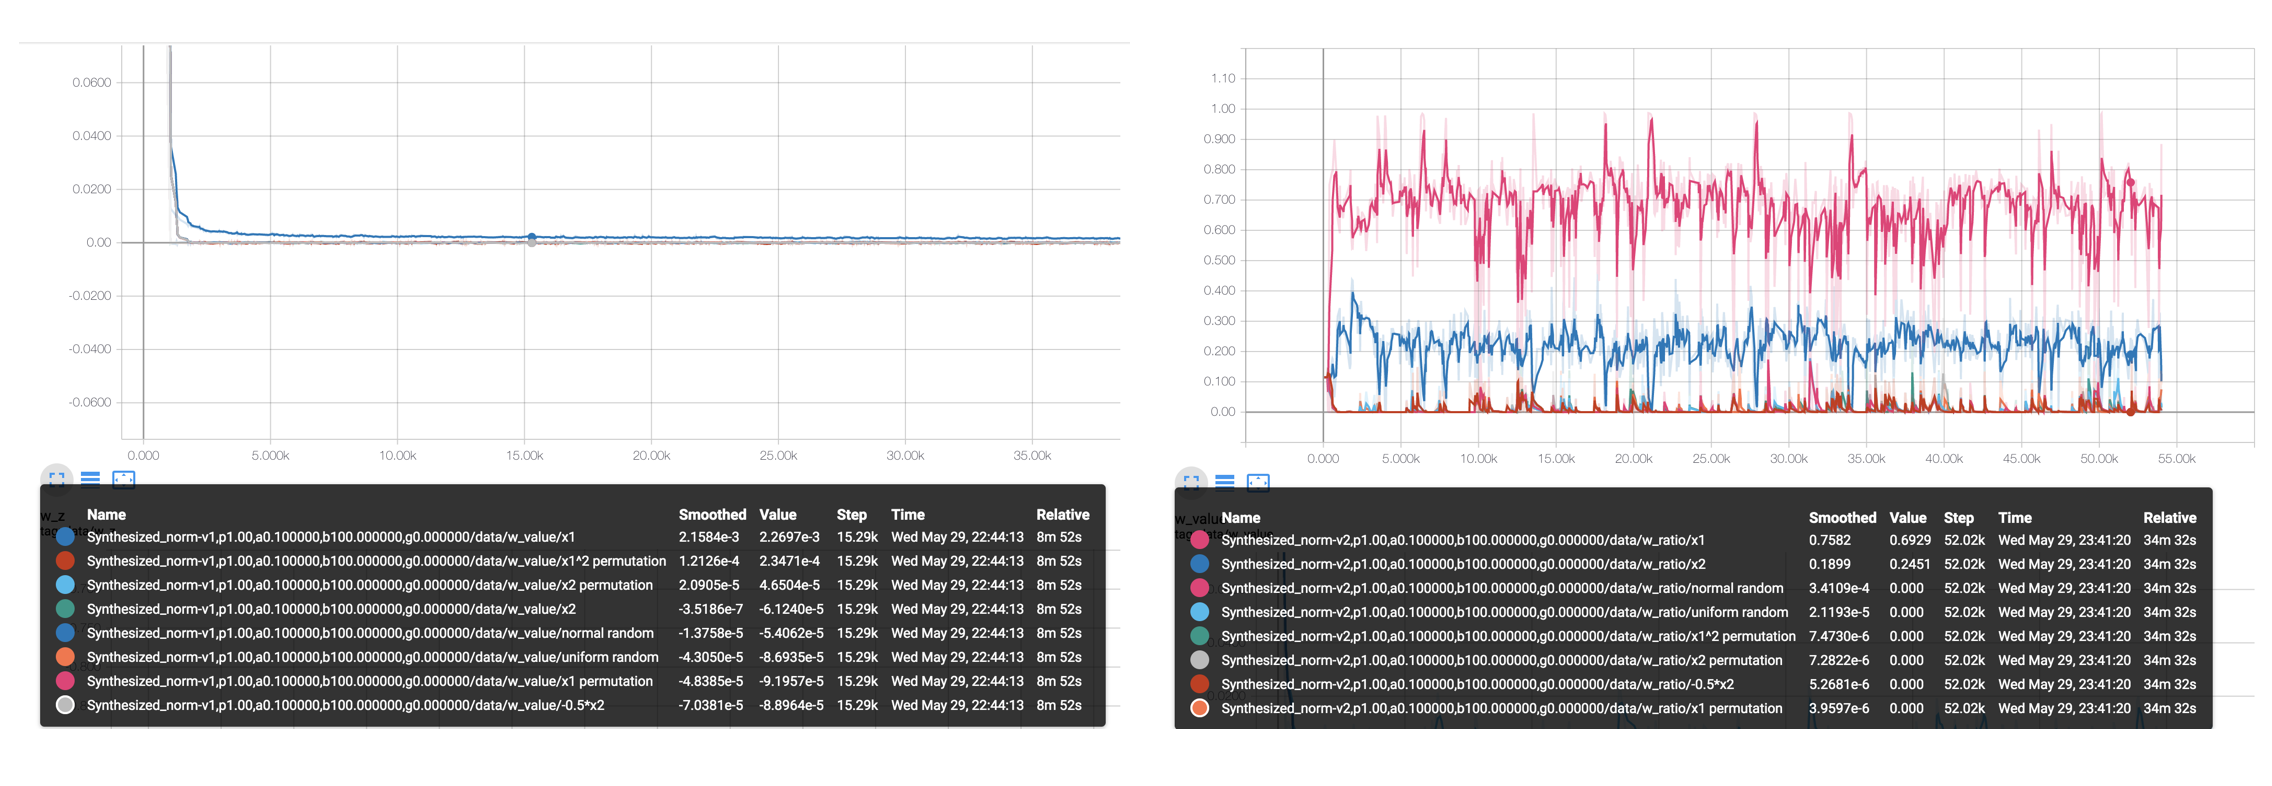 0.0600
0.0400
0.0200
0.00
-0.0200
-0.0400
-0.0600
0.000 5.000k 10.00k 15.00k 20.00k 25.00k 30.00k 35.00k
w_z
Name Smoothed Value Step Time Relative
Synthesized_norm-v1,p1.00,a0.100000,b100.000000,g0.000000/data/w_value/x1 2.1584e-3 2.2697e-3 15.29k Wed May 29, 22:44:13 8m 52s
Synthesized_norm-v1,p1.00,a0.100000,b100.000000,g0.000000/data/w_value/x1^2 permutation 1.2126e-4 2.3471e-4 15.29k Wed May 29, 22:44:13 8m 52s
Synthesized_norm-v1,p1.00,a0.100000,b100.000000,g0.000000/data/w_value/x2 permutation 2.0905e-5 4.6504e-5 15.29k Wed May 29, 22:44:13 8m 52s
Synthesized_norm-v1,p1.00,a0.100000,b100.000000,g0.000000/data/w_value/x2 -3.5186e-7 -6.1240e-5 15.29k Wed May 29, 22:44:13 8m 52s
Synthesized_norm-v1,p1.00,a0.100000,b100.000000,g0.000000/data/w_value/normal random -1.3758e-5 -5.4062e-5 15.29k Wed May 29, 22:44:13 8m 52s
Synthesized_norm-v1,p1.00,a0.100000,b100.000000,g0.000000/data/w_value/uniform random -4.3050e-5 -8.6935e-5 15.29k Wed May 29, 22:44:13 8m 52s
Synthesized_norm-v1,p1.00,a0.100000,b100.000000,g0.000000/data/w_value/x1 permutation -4.8385e-5 -9.1957e-5 15.29k Wed May 29, 22:44:13 8m 52s
Synthesized_norm-v1,p1.00,a0.100000,b100.000000,g0.000000/data/w_value/-0.5*x2 -7.0381e-5 -8.8964e-5 15.29k Wed May 29, 22:44:13 8m 52s
1.10
1.00
0.900
0.800
0.700
0.600
0.500
0.400
0.300
0.200
0.100
0.00
0.000 5.000k 10.00k 15.00k 20.00k 25.00k 30.00k 35.00k 40.00k 45.00k 50.00k 55.00k
w_value
Name Smoothed Value Step Time Relative
Synthesized_norm-v2,p1.00,a0.100000,b100.000000,g0.000000/data/w_ratio/x1 0.7582 0.6929 52.02k Wed May 29, 23:41:20 34m 32s
Synthesized_norm-v2,p1.00,a0.100000,b100.000000,g0.000000/data/w_ratio/x2 0.1899 0.2451 52.02k Wed May 29, 23:41:20 34m 32s
Synthesized_norm-v2,p1.00,a0.100000,b100.000000,g0.000000/data/w_ratio/normal random 3.4109e-4 0.000 52.02k Wed May 29, 23:41:20 34m 32s
Synthesized_norm-v2,p1.00,a0.100000,b100.000000,g0.000000/data/w_ratio/uniform random 2.1193e-5 0.000 52.02k Wed May 29, 23:41:20 34m 32s
Synthesized_norm-v2,p1.00,a0.100000,b100.000000,g0.000000/data/w_ratio/x1^2 permutation 7.4730e-6 0.000 52.02k Wed May 29, 23:41:20 34m 32s
Synthesized_norm-v2,p1.00,a0.100000,b100.000000,g0.000000/data/w_ratio/x2 permutation 7.2822e-6 0.000 52.02k Wed May 29, 23:41:20 34m 32s
Synthesized_norm-v2,p1.00,a0.100000,b100.000000,g0.000000/data/w_ratio/-0.5*x2 5.2681e-6 0.000 52.02k Wed May 29, 23:41:20 34m 32s
Synthesized_norm-v2,p1.00,a0.100000,b100.000000,g0.000000/data/w_ratio/x1 permutation 3.9597e-6 0.000 52.02k Wed May 29, 23:41:20 34m 32s